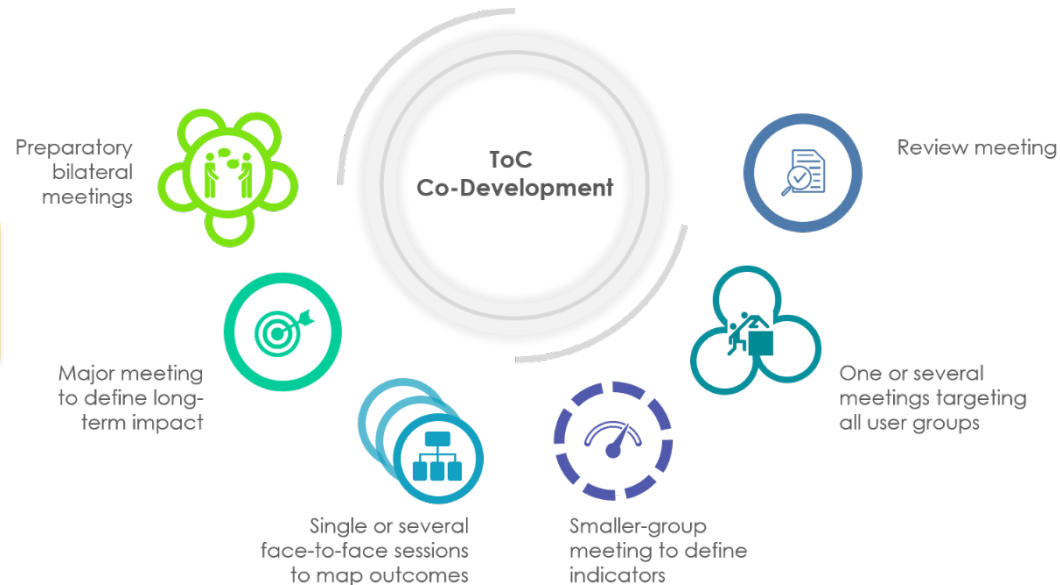 ToC
Co-Development
Preparatory
bilateral
meetings
Major meeting
to define long-
term impact
Single or several
face-to-face sessions
to map outcomes
Smaller-group
meeting to define
indicators
One or several
meetings targeting
all user groups
Review meeting